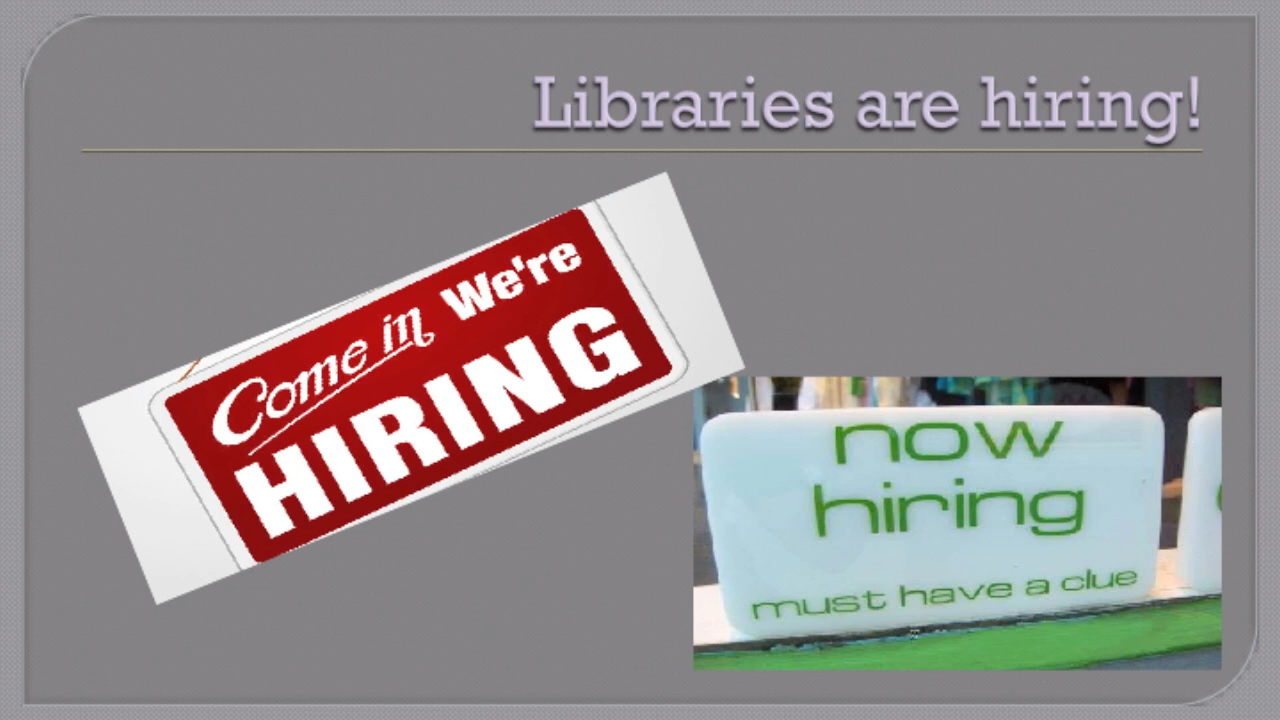 Libraries are hiring!
Come in We're
HIRING
now
hiring
must have a clue